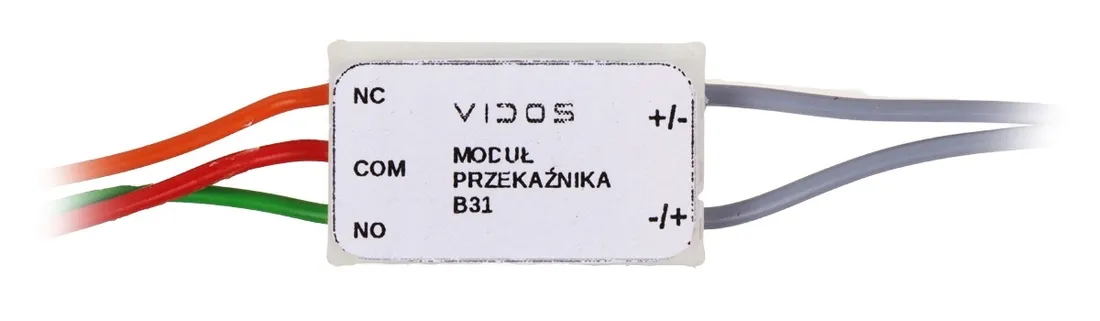 NC
VIDOS
+/-
MODUŁ
COM
PRZEKAŹNIKA
B31
-/+
NO